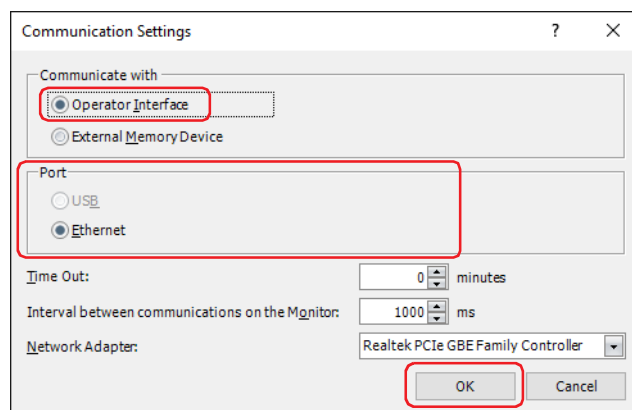 Communication Settings ? ×
Communicate with
Operator Interface
External Memory Device
Port
USB
Ethernet
Time Out: 0 minutes
Interval between communications on the Monitor: 1000 ms
Network Adapter: Realtek PCIe GBE Family Controller
OK Cancel